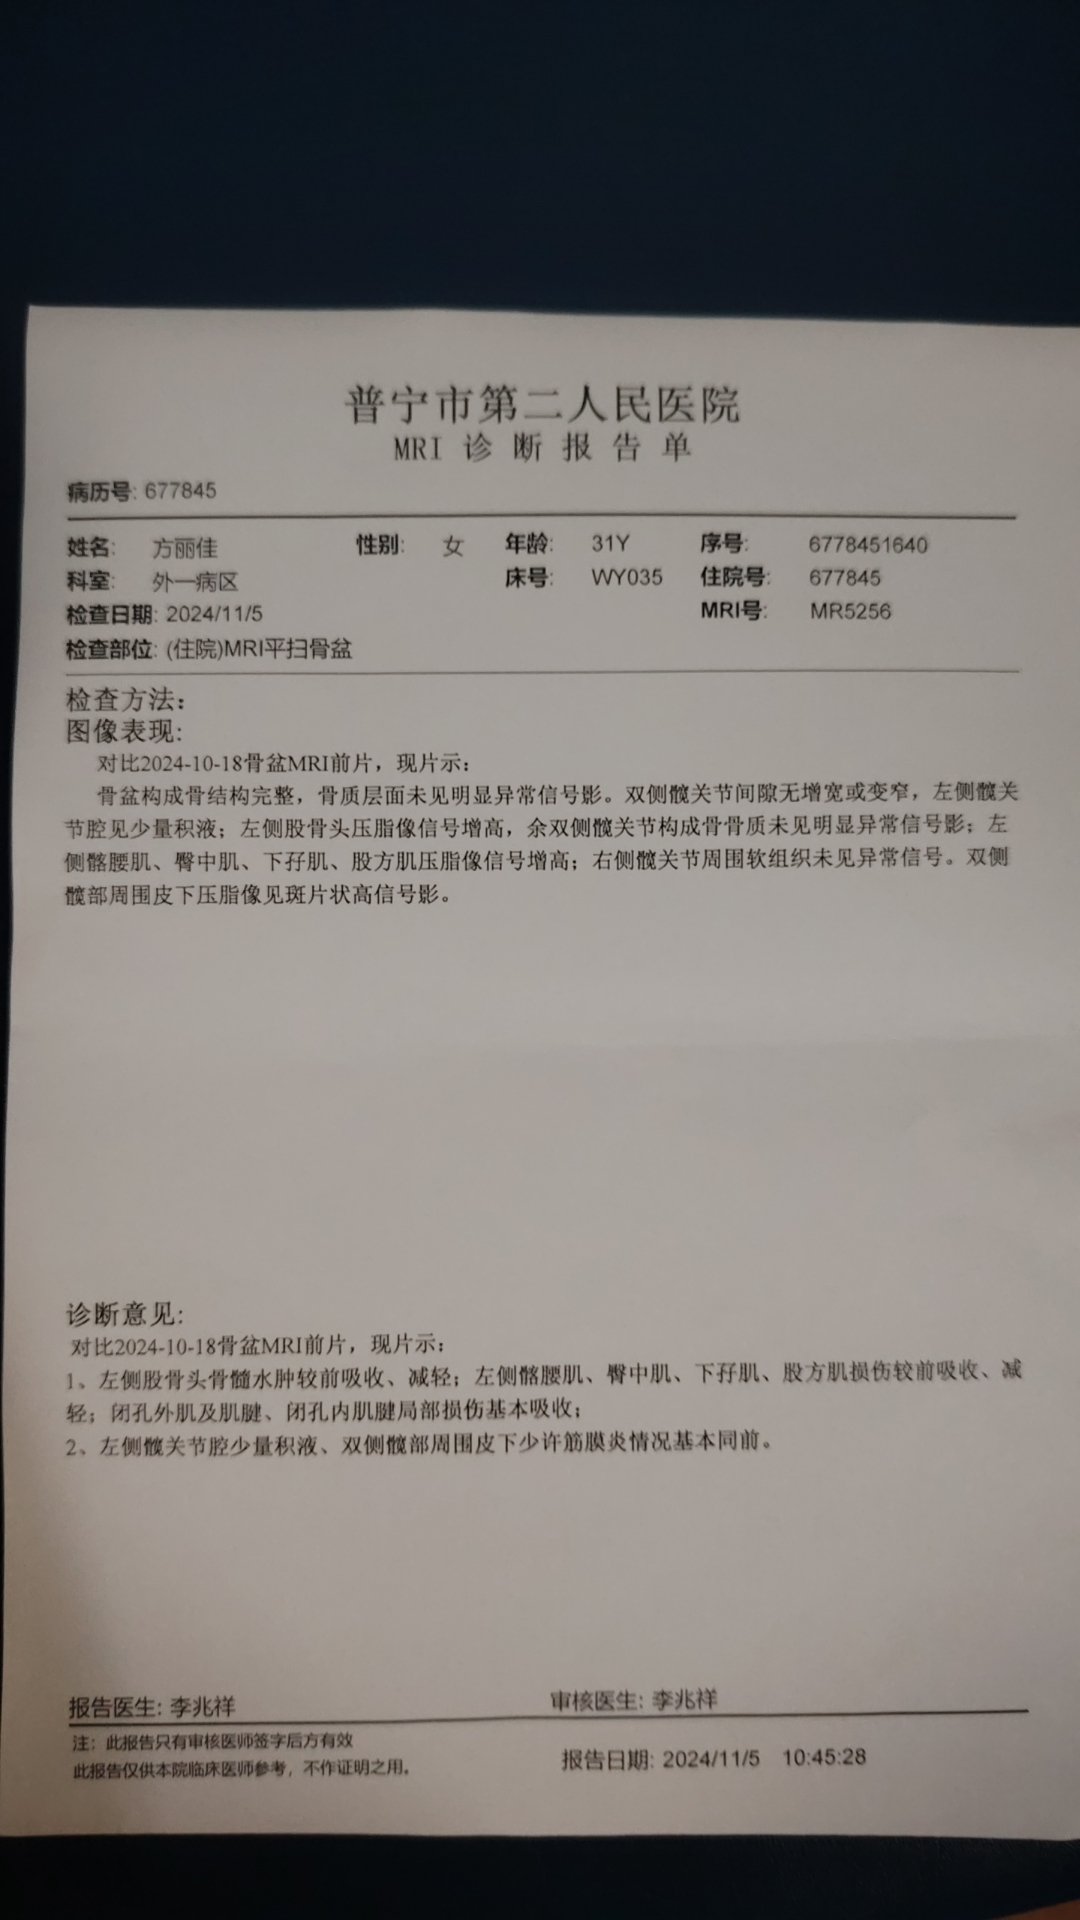 普宁市第二人民医院
MRI 诊断报告单
病历号: 677845
姓名: 方丽佳 性别: 女 年龄: 31Y 序号: 6778451640
科室: 外一病区 床号: WY035 住院号: 677845
检查日期: 2024/11/5 MRI号: MR5256
检查部位: (住院)MRI平扫骨盆
检查方法:
图像表现:
对比2024-10-18骨盆MRI前片，现片示：
骨盆构成骨结构完整，骨质层面未见明显异常信号影。双侧髋关节间隙无增宽或变窄，左侧髋关
节腔见少量积液；左侧股骨头压脂像信号增高，余双侧髋关节构成骨骨质未见明显异常信号影；左
侧髂腰肌、臀中肌、下孖肌、股方肌压脂像信号增高；右侧髋关节周围软组织未见异常信号。双侧
髋部周围皮下压脂像见斑片状高信号影。
诊断意见:
对比2024-10-18骨盆MRI前片，现片示：
1、左侧股骨头骨髓水肿较前吸收、减轻；左侧髂腰肌、臀中肌、下孖肌、股方肌损伤较前吸收、减
轻；闭孔外肌及肌腱、闭孔内肌腱局部损伤基本吸收；
2、左侧髋关节腔少量积液、双侧髋部周围皮下少许筋膜炎情况基本同前。
报告医生: 李兆祥 审核医生: 李兆祥
注：此报告只有审核医师签字后方有效
此报告仅供本院临床医师参考，不作证明之用。 报告日期: 2024/11/5 10:45:28